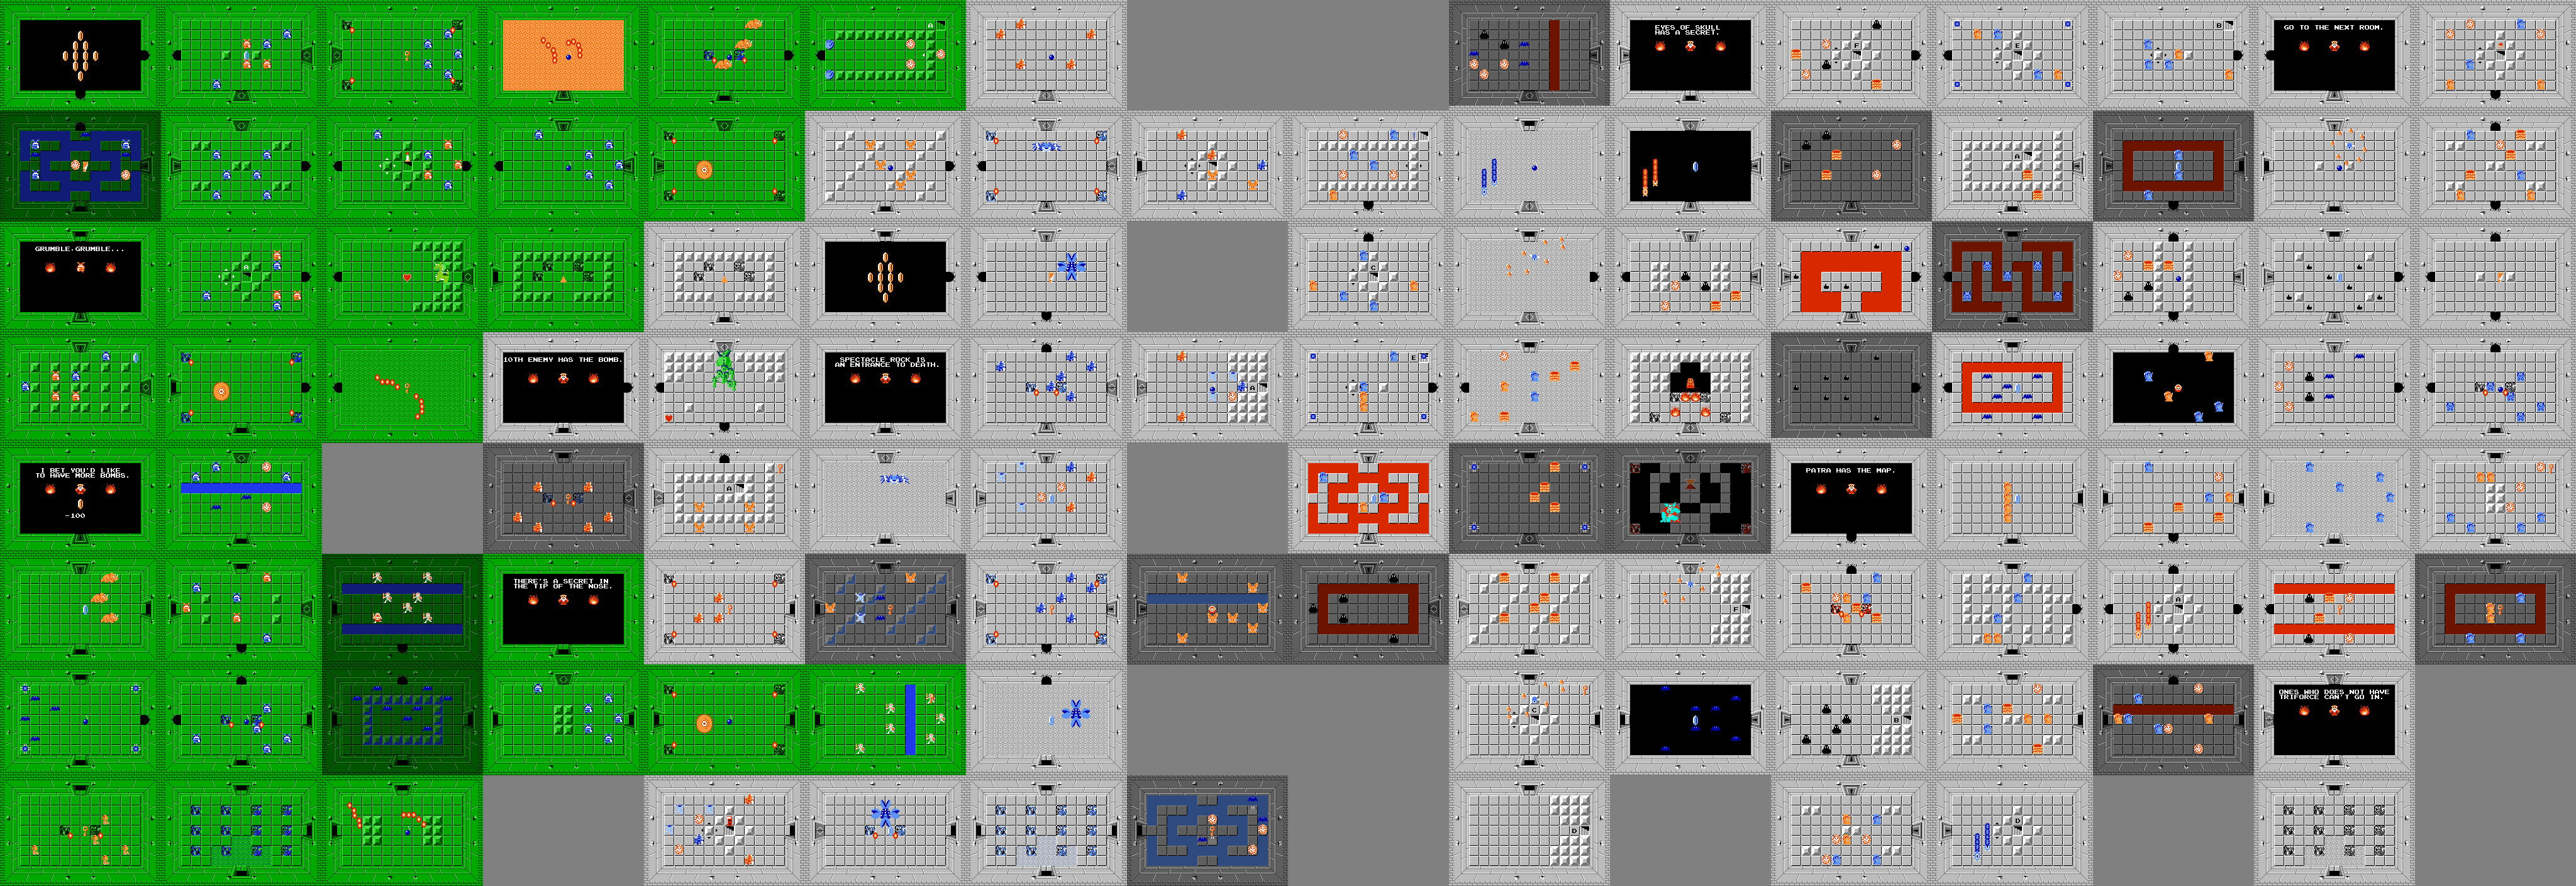 A
EYES OF SKULL
HAS A SECRET.
F
E
B
GO TO THE NEXT ROOM.
A
GRUMBLE,GRUMBLE...
A
C
10TH ENEMY HAS THE BOMB.
SPECTACLE ROCK IS
AN ENTRANCE TO DEATH.
A
E
I BET YOU'D LIKE
TO HAVE MORE BOMBS.
-100
A
PATRA HAS THE MAP.
THERE'S A SECRET IN
THE TIP OF THE NOSE.
F
A
C
B
ONES WHO DOES NOT HAVE
TRIFORCE CAN'T GO IN.
D
D